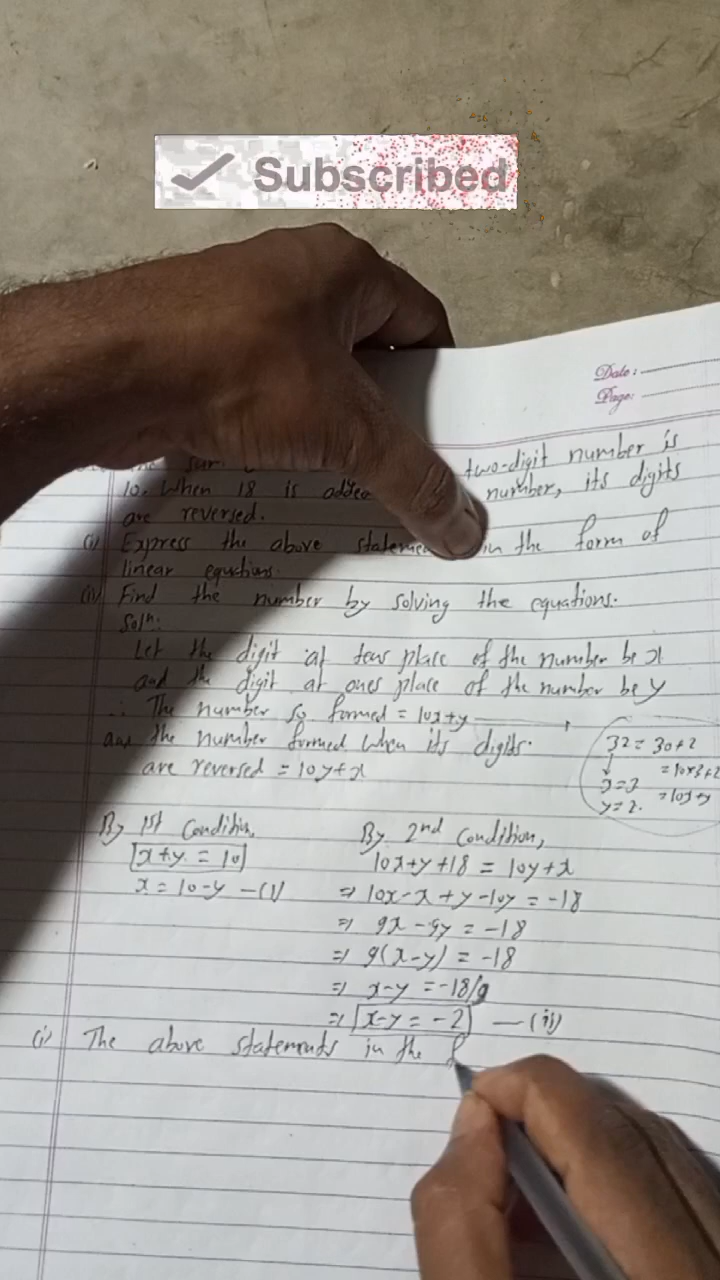 Subscribed
Date:
Page:
two-digit number is
10. When 18 is added number, its digits
are reversed.
(i) Express the above in the form of
linear equations.
(ii) Find the number by solving the equations.
Solⁿ:
Let the digit at tens place of the number be x
and the digit at ones place of the number be y
∴ The number so formed = 10x+y
and the number formed when its digits.
are reversed = 10y+x
32 = 30+2
= 10×3+2
x=3
= 10x+y
y=2.
By 1st Condition,
x+y = 10
x = 10-y —(i)
By 2nd Condition,
10x+y+18 = 10y+x
⇒ 10x-x+y-10y = -18
⇒ 9x-9y = -18
⇒ 9(x-y) = -18
⇒ x-y = -18/9
⇒ x-y = -2 —(ii)
(i) The above statements in the f